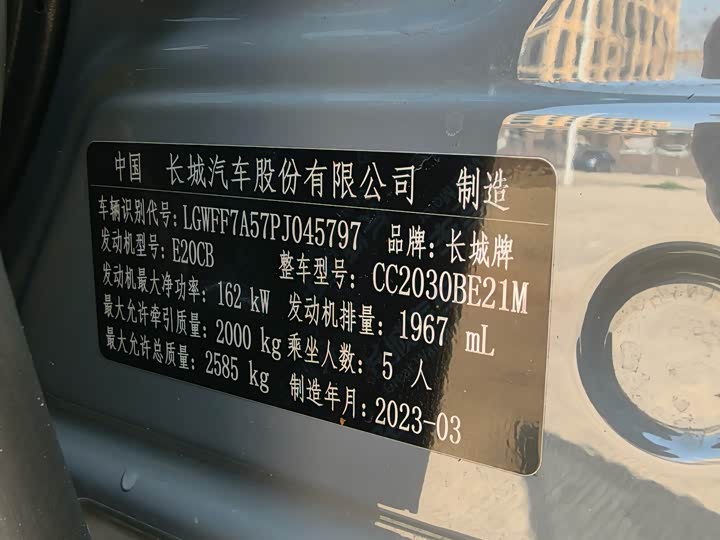 中国 长城汽车股份有限公司 制造
车辆识别代号: LGWFF7A57PJ045797 品牌: 长城牌
发动机型号: E20CB 整车型号: CC2030BE21M
发动机最大净功率: 162 kW 发动机排量: 1967 mL
最大允许牵引质量: 2000 kg 乘坐人数: 5 人
最大允许总质量: 2585 kg 制造年月: 2023-03